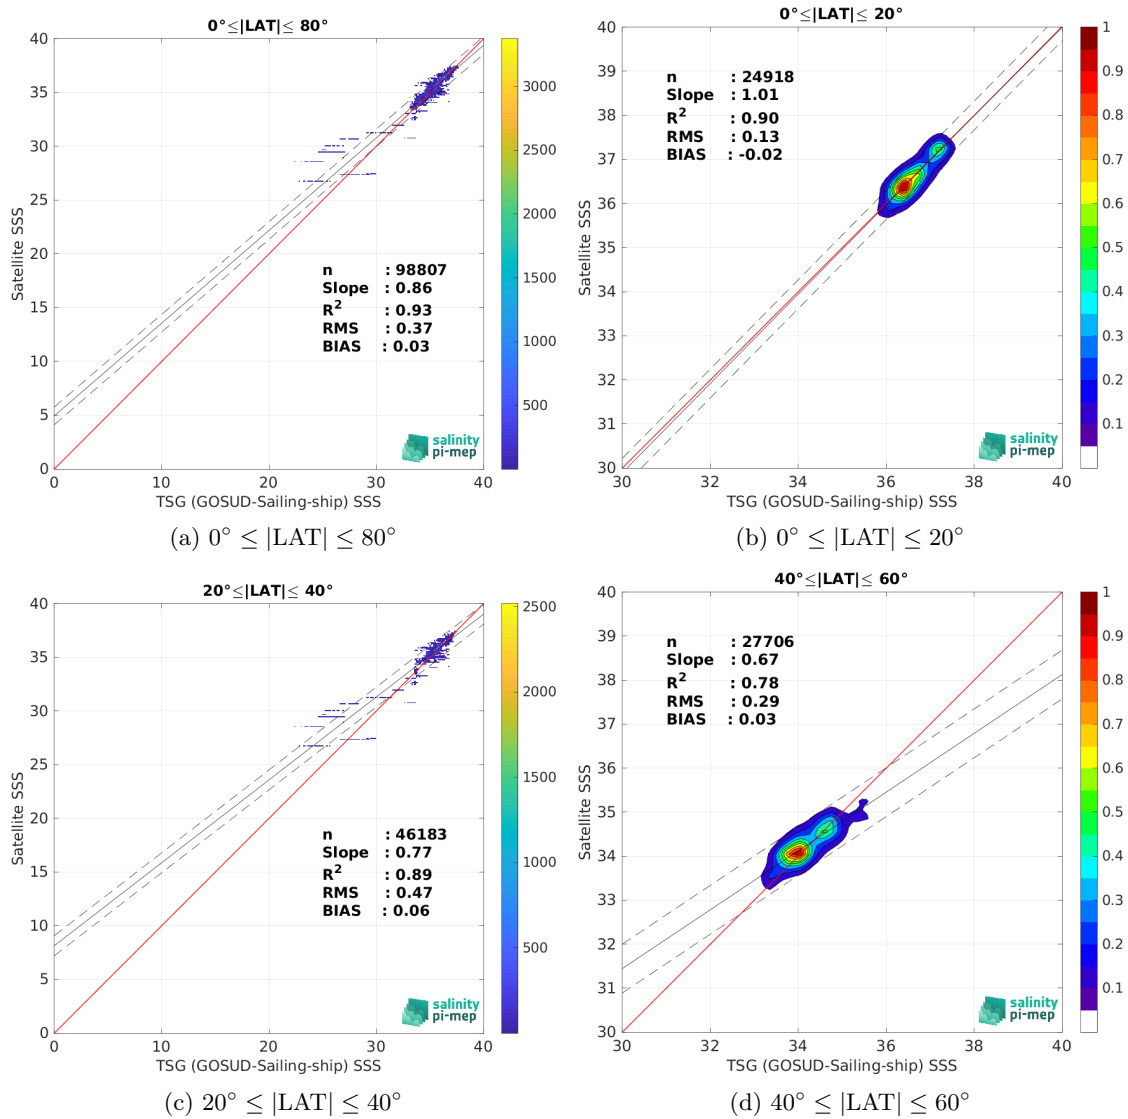 0°≤|LAT|≤ 80°
40
35
30
25
20
15
10
5
0
Satellite SSS
n : 98807
Slope : 0.86
R² : 0.93
RMS : 0.37
BIAS : 0.03
salinity
pi-mep
0 10 20 30 40
TSG (GOSUD-Sailing-ship) SSS
3000
2500
2000
1500
1000
500
(a) 0° ≤ |LAT| ≤ 80°
0°≤|LAT|≤ 20°
40
39
38
37
36
35
34
33
32
31
30
Satellite SSS
n : 24918
Slope : 1.01
R² : 0.90
RMS : 0.13
BIAS : -0.02
salinity
pi-mep
30 32 34 36 38 40
TSG (GOSUD-Sailing-ship) SSS
1
0.9
0.8
0.7
0.6
0.5
0.4
0.3
0.2
0.1
(b) 0° ≤ |LAT| ≤ 20°
20°≤|LAT|≤ 40°
40
35
30
25
20
15
10
5
0
Satellite SSS
n : 46183
Slope : 0.77
R² : 0.89
RMS : 0.47
BIAS : 0.06
salinity
pi-mep
0 10 20 30 40
TSG (GOSUD-Sailing-ship) SSS
2500
2000
1500
1000
500
(c) 20° ≤ |LAT| ≤ 40°
40°≤|LAT|≤ 60°
40
39
38
37
36
35
34
33
32
31
30
Satellite SSS
n : 27706
Slope : 0.67
R² : 0.78
RMS : 0.29
BIAS : 0.03
salinity
pi-mep
30 32 34 36 38 40
TSG (GOSUD-Sailing-ship) SSS
1
0.9
0.8
0.7
0.6
0.5
0.4
0.3
0.2
0.1
(d) 40° ≤ |LAT| ≤ 60°